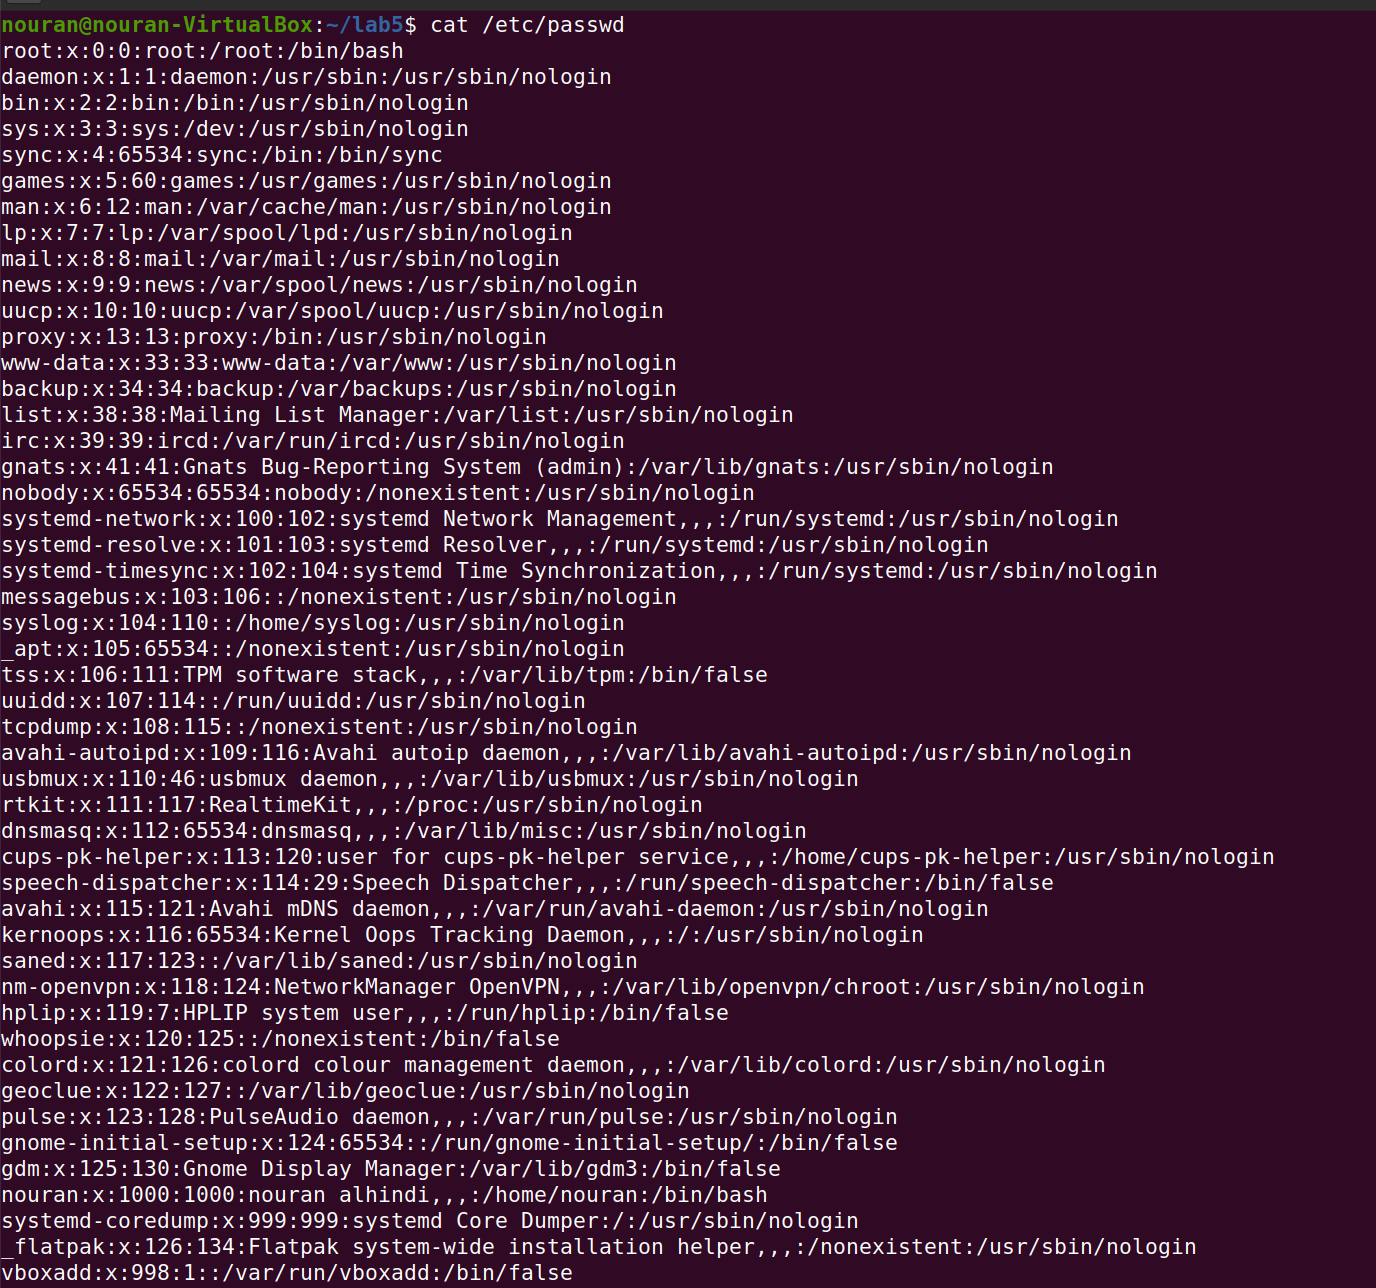 nouran@nouran-VirtualBox:~/lab5$ cat /etc/passwd
root:x:0:0:root:/root:/bin/bash
daemon:x:1:1:daemon:/usr/sbin:/usr/sbin/nologin
bin:x:2:2:bin:/bin:/usr/sbin/nologin
sys:x:3:3:sys:/dev:/usr/sbin/nologin
sync:x:4:65534:sync:/bin:/bin/sync
games:x:5:60:games:/usr/games:/usr/sbin/nologin
man:x:6:12:man:/var/cache/man:/usr/sbin/nologin
lp:x:7:7:lp:/var/spool/lpd:/usr/sbin/nologin
mail:x:8:8:mail:/var/mail:/usr/sbin/nologin
news:x:9:9:news:/var/spool/news:/usr/sbin/nologin
uucp:x:10:10:uucp:/var/spool/uucp:/usr/sbin/nologin
proxy:x:13:13:proxy:/bin:/usr/sbin/nologin
www-data:x:33:33:www-data:/var/www:/usr/sbin/nologin
backup:x:34:34:backup:/var/backups:/usr/sbin/nologin
list:x:38:38:Mailing List Manager:/var/list:/usr/sbin/nologin
irc:x:39:39:ircd:/var/run/ircd:/usr/sbin/nologin
gnats:x:41:41:Gnats Bug-Reporting System (admin):/var/lib/gnats:/usr/sbin/nologin
nobody:x:65534:65534:nobody:/nonexistent:/usr/sbin/nologin
systemd-network:x:100:102:systemd Network Management,,,:/run/systemd:/usr/sbin/nologin
systemd-resolve:x:101:103:systemd Resolver,,,:/run/systemd:/usr/sbin/nologin
systemd-timesync:x:102:104:systemd Time Synchronization,,,:/run/systemd:/usr/sbin/nologin
messagebus:x:103:106::/nonexistent:/usr/sbin/nologin
syslog:x:104:110::/home/syslog:/usr/sbin/nologin
_apt:x:105:65534::/nonexistent:/usr/sbin/nologin
tss:x:106:111:TPM software stack,,,:/var/lib/tpm:/bin/false
uuidd:x:107:114::/run/uuidd:/usr/sbin/nologin
tcpdump:x:108:115::/nonexistent:/usr/sbin/nologin
avahi-autoipd:x:109:116:Avahi autoip daemon,,,:/var/lib/avahi-autoipd:/usr/sbin/nologin
usbmux:x:110:46:usbmux daemon,,,:/var/lib/usbmux:/usr/sbin/nologin
rtkit:x:111:117:RealtimeKit,,,:/proc:/usr/sbin/nologin
dnsmasq:x:112:65534:dnsmasq,,,:/var/lib/misc:/usr/sbin/nologin
cups-pk-helper:x:113:120:user for cups-pk-helper service,,,:/home/cups-pk-helper:/usr/sbin/nologin
speech-dispatcher:x:114:29:Speech Dispatcher,,,:/run/speech-dispatcher:/bin/false
avahi:x:115:121:Avahi mDNS daemon,,,:/var/run/avahi-daemon:/usr/sbin/nologin
kernoops:x:116:65534:Kernel Oops Tracking Daemon,,,:/:/usr/sbin/nologin
saned:x:117:123::/var/lib/saned:/usr/sbin/nologin
nm-openvpn:x:118:124:NetworkManager OpenVPN,,,:/var/lib/openvpn/chroot:/usr/sbin/nologin
hplip:x:119:7:HPLIP system user,,,:/run/hplip:/bin/false
whoopsie:x:120:125::/nonexistent:/bin/false
colord:x:121:126:colord colour management daemon,,,:/var/lib/colord:/usr/sbin/nologin
geoclue:x:122:127::/var/lib/geoclue:/usr/sbin/nologin
pulse:x:123:128:PulseAudio daemon,,,:/var/run/pulse:/usr/sbin/nologin
gnome-initial-setup:x:124:65534::/run/gnome-initial-setup/:/bin/false
gdm:x:125:130:Gnome Display Manager:/var/lib/gdm3:/bin/false
nouran:x:1000:1000:nouran alhindi,,,:/home/nouran:/bin/bash
systemd-coredump:x:999:999:systemd Core Dumper:/:/usr/sbin/nologin
_flatpak:x:126:134:Flatpak system-wide installation helper,,,:/nonexistent:/usr/sbin/nologin
vboxadd:x:998:1::/var/run/vboxadd:/bin/false